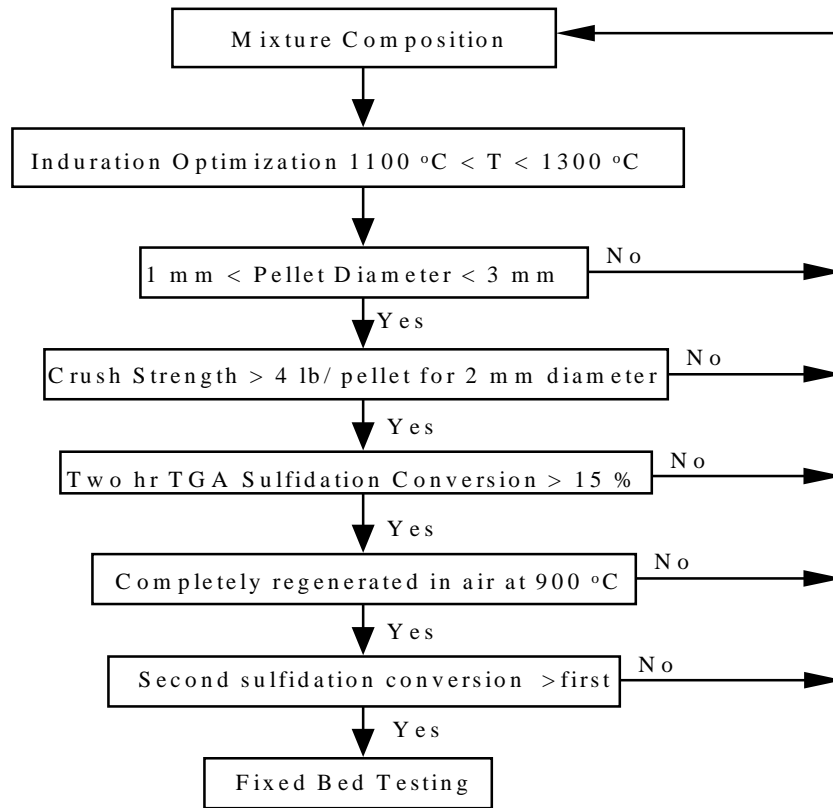 Mixture Composition
Induration Optimization 1100 °C < T < 1300 °C
1 mm < Pellet Diameter < 3 mm
No
Yes
Crush Strength > 4 lb/pellet for 2 mm diameter
No
Yes
Two hr TGA Sulfidation Conversion > 15 %
No
Yes
Completely regenerated in air at 900 °C
No
Yes
Second sulfidation conversion >first
No
Yes
Fixed Bed Testing